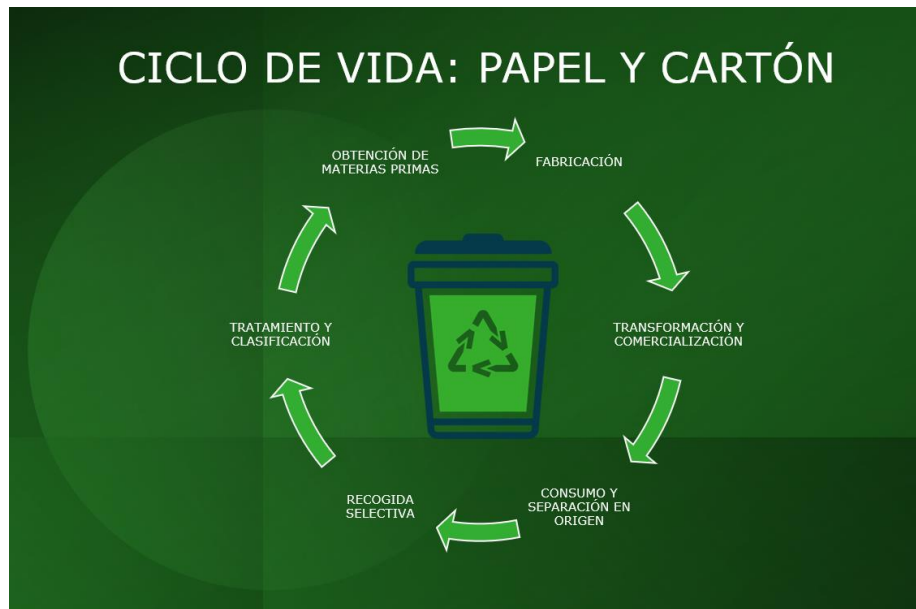 CICLO DE VIDA: PAPEL Y CARTÓN
OBTENCIÓN DE
MATERIAS PRIMAS
FABRICACIÓN
TRANSFORMACIÓN Y
COMERCIALIZACIÓN
CONSUMO Y
SEPARACIÓN EN
ORIGEN
RECOGIDA
SELECTIVA
TRATAMIENTO Y
CLASIFICACIÓN